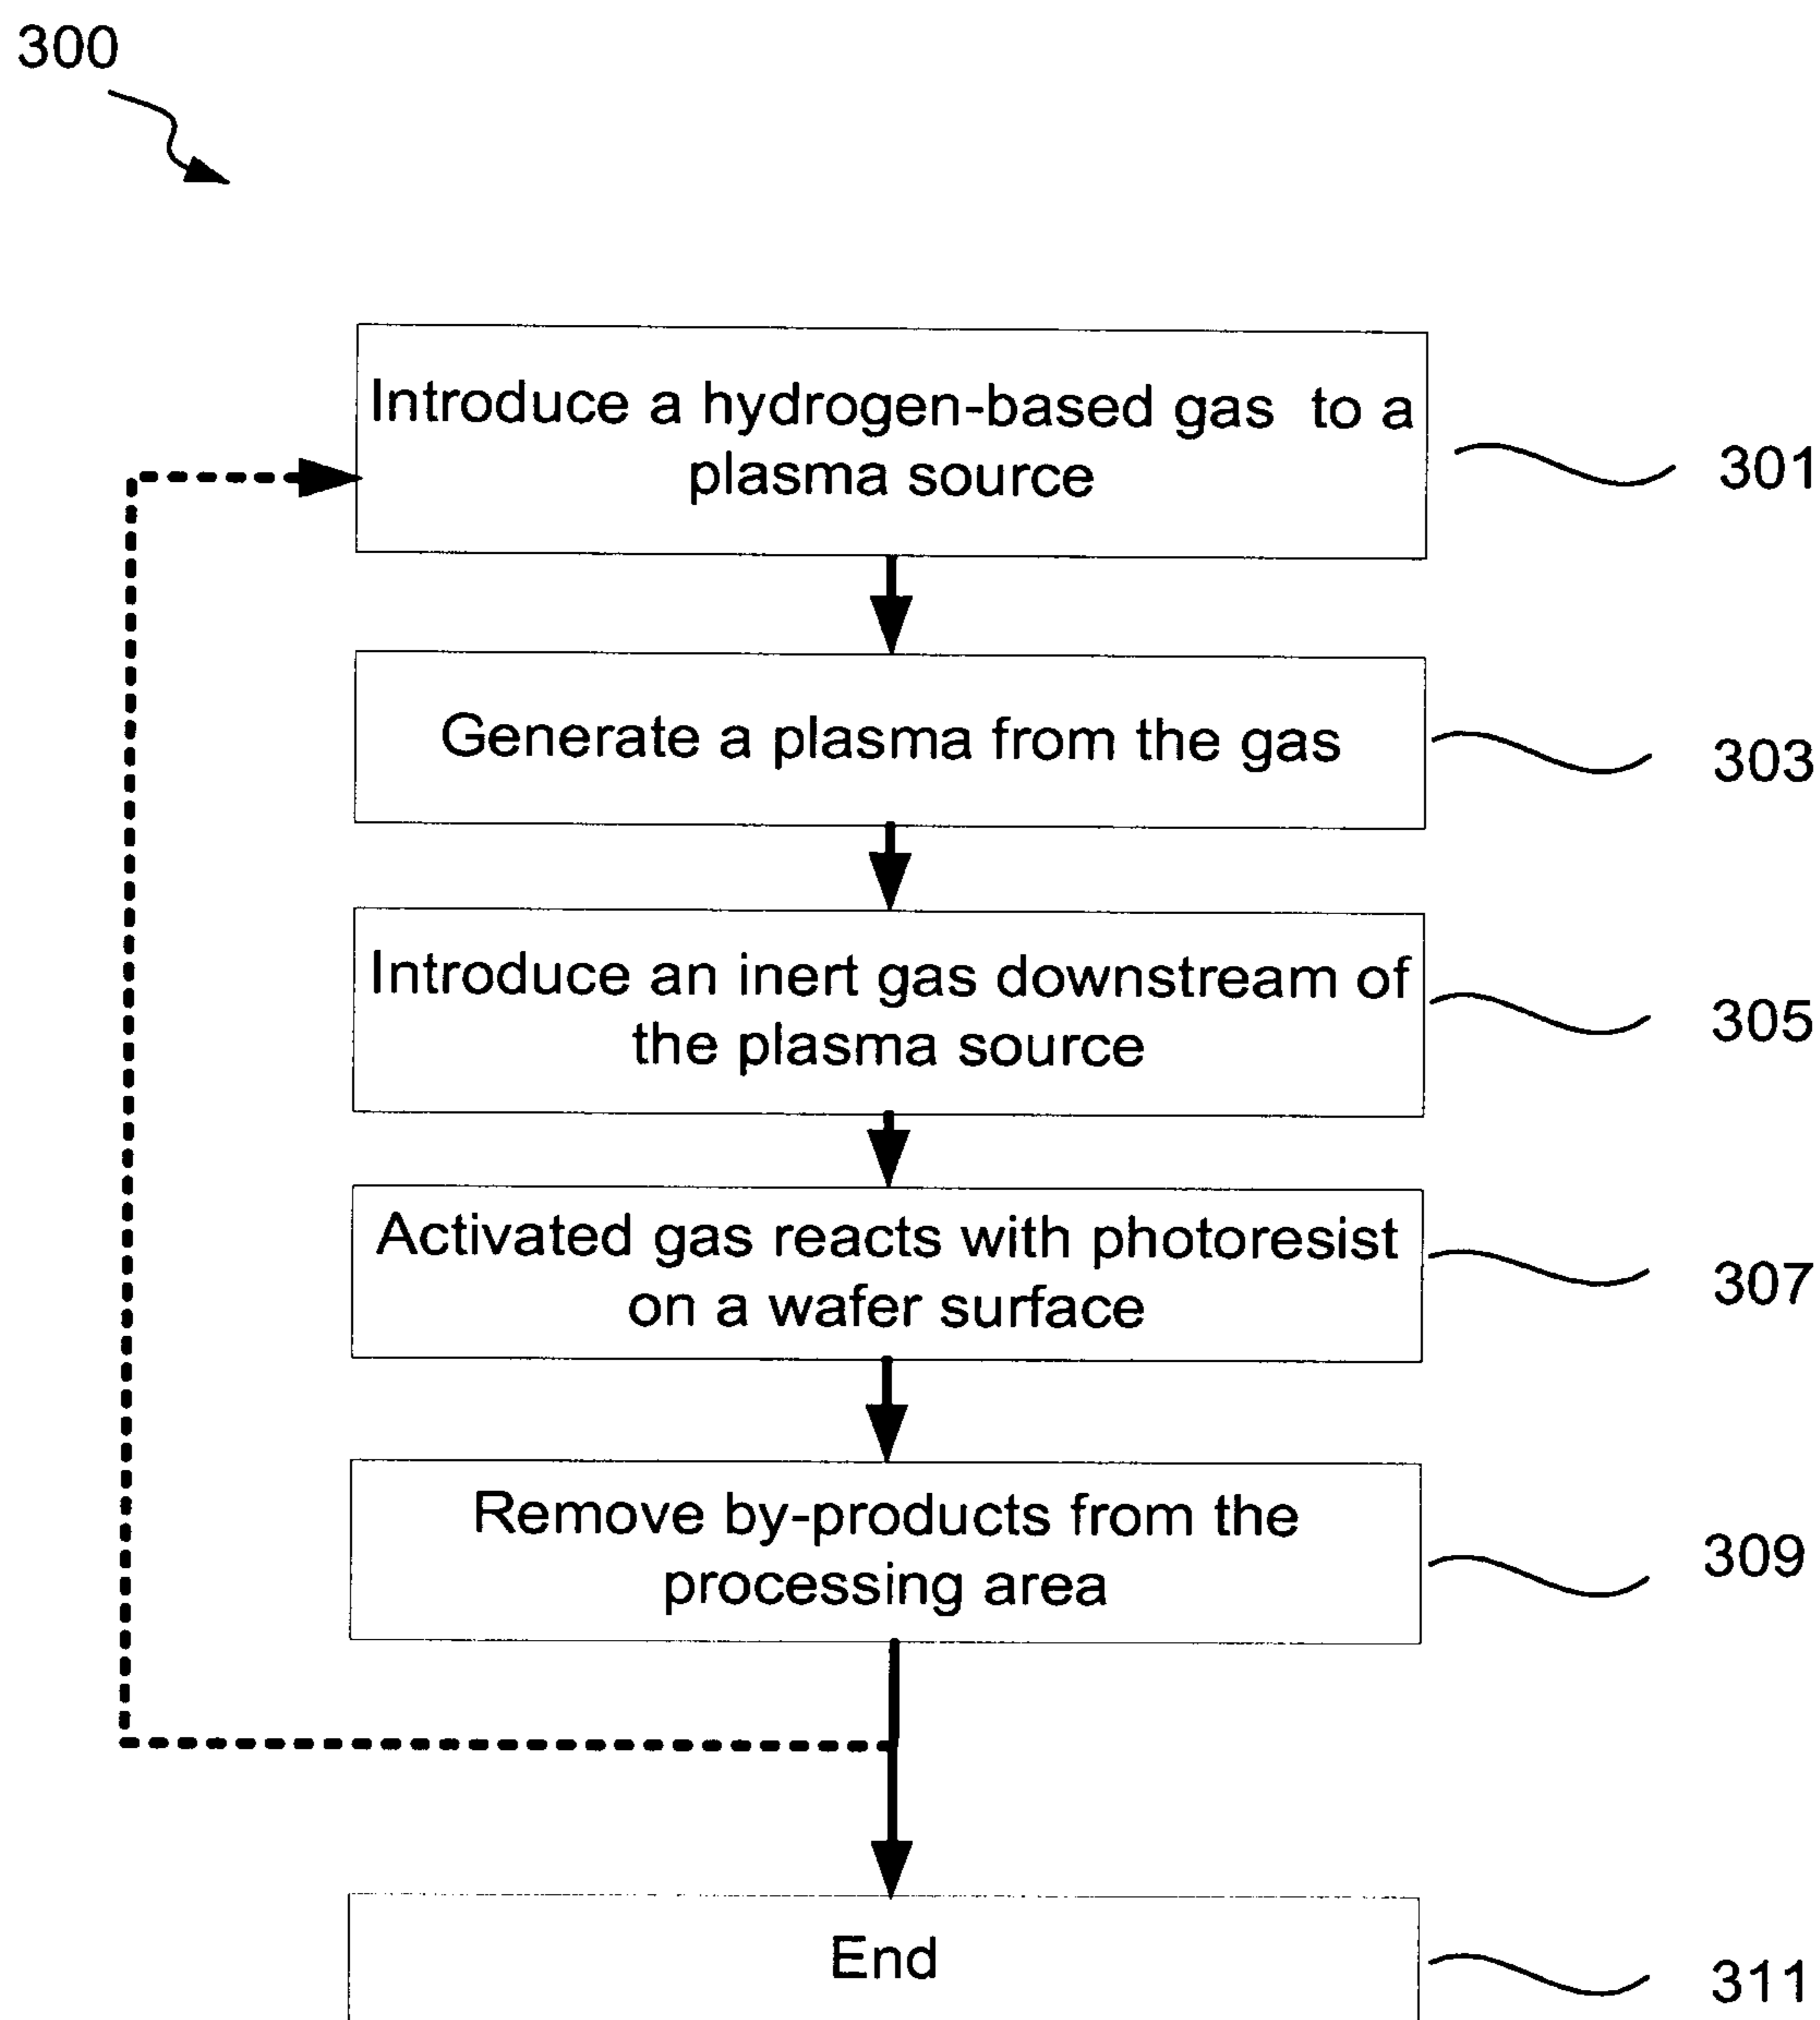 300
Introduce a hydrogen-based gas to a
plasma source
301
Generate a plasma from the gas
303
Introduce an inert gas downstream of
the plasma source
305
Activated gas reacts with photoresist
on a wafer surface
307
Remove by-products from the
processing area
309
End
311